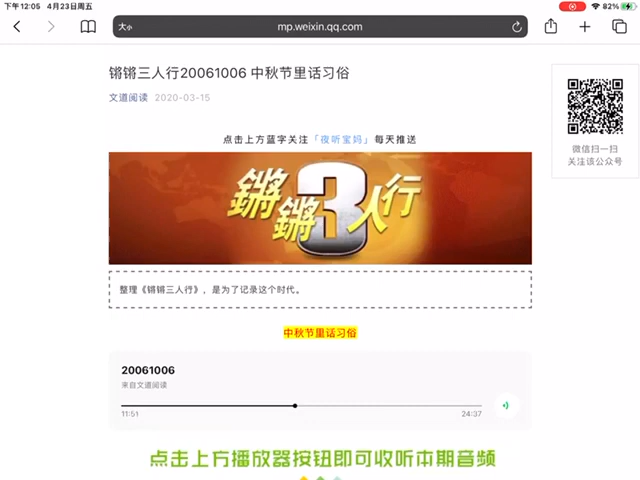 下午12:05 4月23日周五
82%
大小
mp.weixin.qq.com
锵锵三人行20061006 中秋节里话习俗
文道阅读 2020-03-15
点击上方蓝字关注「夜听宝妈」每天推送
锵锵3人行
微信扫一扫
关注该公众号
整理《锵锵三人行》，是为了记录这个时代。
中秋节里话习俗
20061006
来自文道阅读
11:51
24:37
点击上方播放器按钮即可收听本期音频